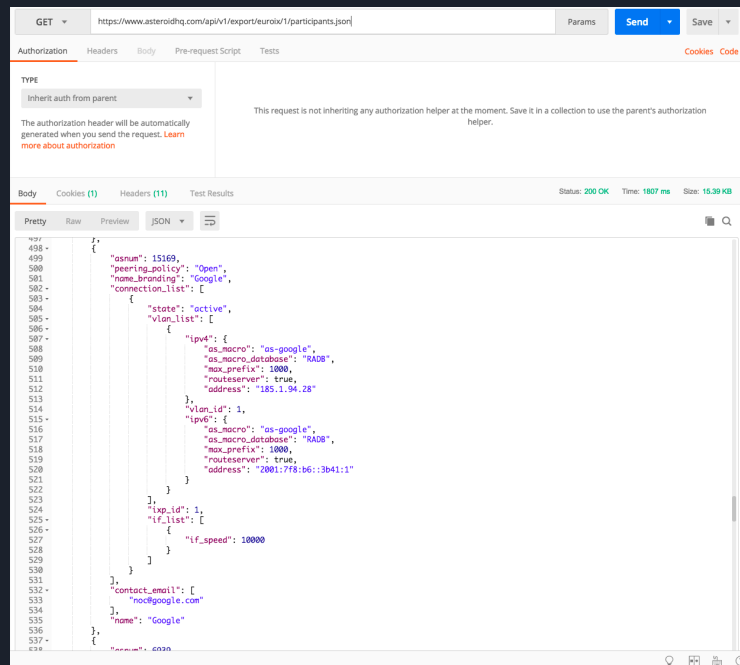 GET
https://www.asteroidhq.com/api/v1/export/euroix/1/participants.json
Params
Send
Save
Authorization
Headers
Body
Pre-request Script
Tests
Cookies
Code
TYPE
Inherit auth from parent
The authorization header will be automatically
generated when you send the request. Learn
more about authorization
This request is not inheriting any authorization helper at the moment. Save it in a collection to use the parent's authorization
helper.
Body
Cookies (1)
Headers (11)
Test Results
Status: 200 OK
Time: 1807 ms
Size: 15.39 KB
Pretty
Raw
Preview
JSON
497 },
498 {
499 "asnum": 15169,
500 "peering_policy": "Open",
501 "name_branding": "Google",
502 "connection_list": [
503 {
504 "state": "active",
505 "vlan_list": [
506 {
507 "ipv4": {
508 "as_macro": "as-google",
509 "as_macro_database": "RADB",
510 "max_prefix": 1000,
511 "routeserver": true,
512 "address": "185.1.94.28"
513 },
514 "vlan_id": 1,
515 "ipv6": {
516 "as_macro": "as-google",
517 "as_macro_database": "RADB",
518 "max_prefix": 1000,
519 "routeserver": true,
520 "address": "2001:7f8:b6::3b41:1"
521 }
522 }
523 ],
524 "ixp_id": 1,
525 "if_list": [
526 {
527 "if_speed": 10000
528 }
529 ]
530 }
531 ],
532 "contact_email": [
533 "noc@google.com"
534 ],
535 "name": "Google"
536 },
537 {
538 "asnum": 6939,